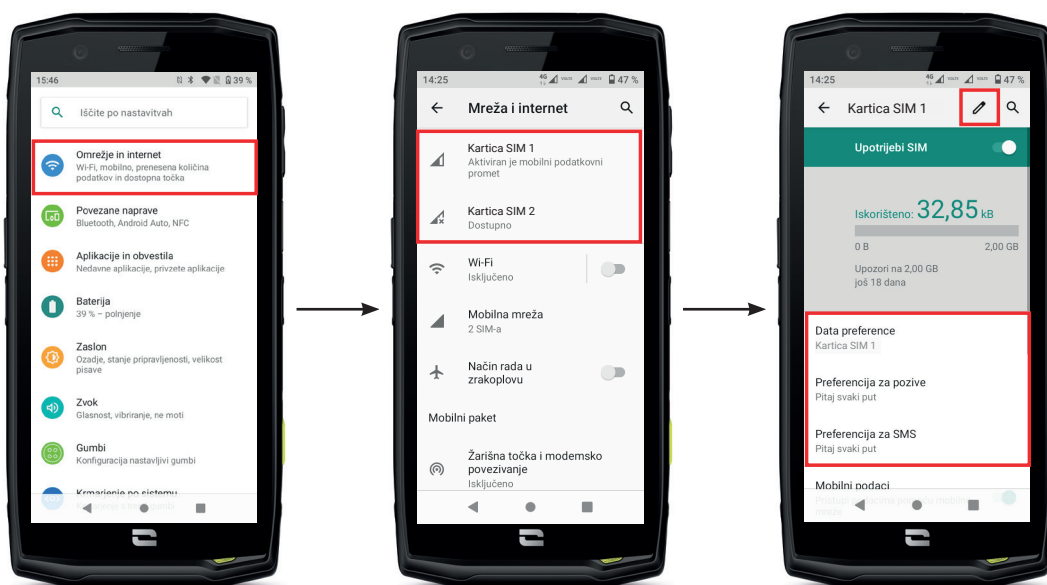 15:46
39 %
Iščite po nastavitvah
Omrežje in internet
Wi-Fi, mobilno, prenesena količina
podatkov in dostopna točka
Povezane naprave
Bluetooth, Android Auto, NFC
Aplikacije in obvestila
Nedavne aplikacije, privzete aplikacije
Baterija
39 % – polnjenje
Zaslon
Ozadje, stanje pripravljenosti, velikost
pisave
Zvok
Glasnost, vibriranje, ne moti
Gumbi
Konfiguracija nastavljivi gumbi
Krmarjenje po sistemu
14:25
4G
47 %
Mreža i internet
Kartica SIM 1
Aktiviran je mobilni podatkovni
promet
Kartica SIM 2
Dostupno
Wi-Fi
Isključeno
Mobilna mreža
2 SIM-a
Način rada u
zrakoplovu
Mobilni paket
Žarišna točka i modemsko
povezivanje
Isključeno
14:25
4G
47 %
Kartica SIM 1
Upotrijebi SIM
Iskorišteno: 32,85 kB
0 B
2,00 GB
Upozori na 2,00 GB
još 18 dana
Data preference
Kartica SIM 1
Preferencija za pozive
Pitaj svaki put
Preferencija za SMS
Pitaj svaki put
Mobilni podaci
mreža